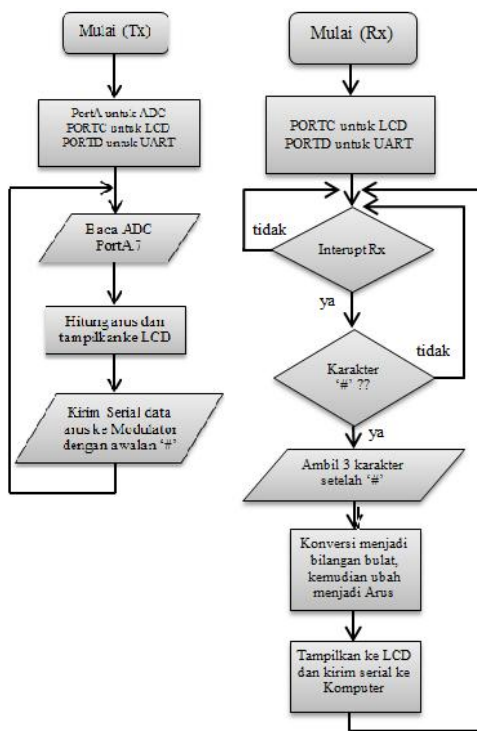 Mulai (Tx)
PortA untuk ADC
PORTC untuk LCD
PORTD untuk UART
Baca ADC
PortA.7
Hitung arus dan
tampilkan ke LCD
Kirim Serial data
arus ke Modulator
dengan awalan '#'
Mulai (Rx)
PORTC untuk LCD
PORTD untuk UART
tidak
Interupt Rx
ya
tidak
Karakter
'#' ??
ya
Ambil 3 karakter
setelah '#'
Konversi menjadi
bilangan bulat,
kemudian ubah
menjadi Arus
Tampilkan ke LCD
dan kirim serial ke
Komputer